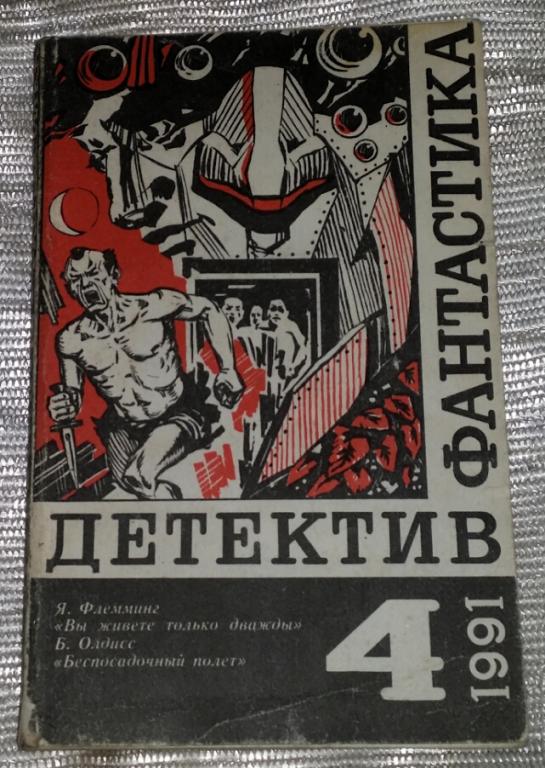 ФАНТАСТИКА
ДЕТЕКТИВ
Я. Флемминг
«Вы живете только дважды»
Б. Олдисс
«Беспосадочный полет»
4
1991